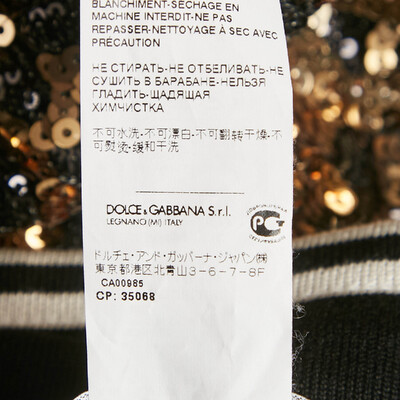 BLANCHIMENT-SÉCHAGE EN
MACHINE INTERDIT-NE PAS
REPASSER-NETTOYAGE À SEC AVEC
PRÉCAUTION
НЕ СТИРАТЬ-НЕ ОТБЕЛИВАТЬ-НЕ
СУШИТЬ В БАРАБАНЕ-НЕЛЬЗЯ
ГЛАДИТЬ-ЩАДЯЩАЯ
ХИМЧИСТКА
不可水洗-不可漂白-不可翻转干燥-不
可熨烫-缓和干洗
DOLCE & GABBANA S.r.l.
LEGNANO (MI) ITALY
ドルチェ・アンド・ガッバーナ・ジャパン㈱
東京都港区北青山3-6-7-8F
CA00985
CP: 35068